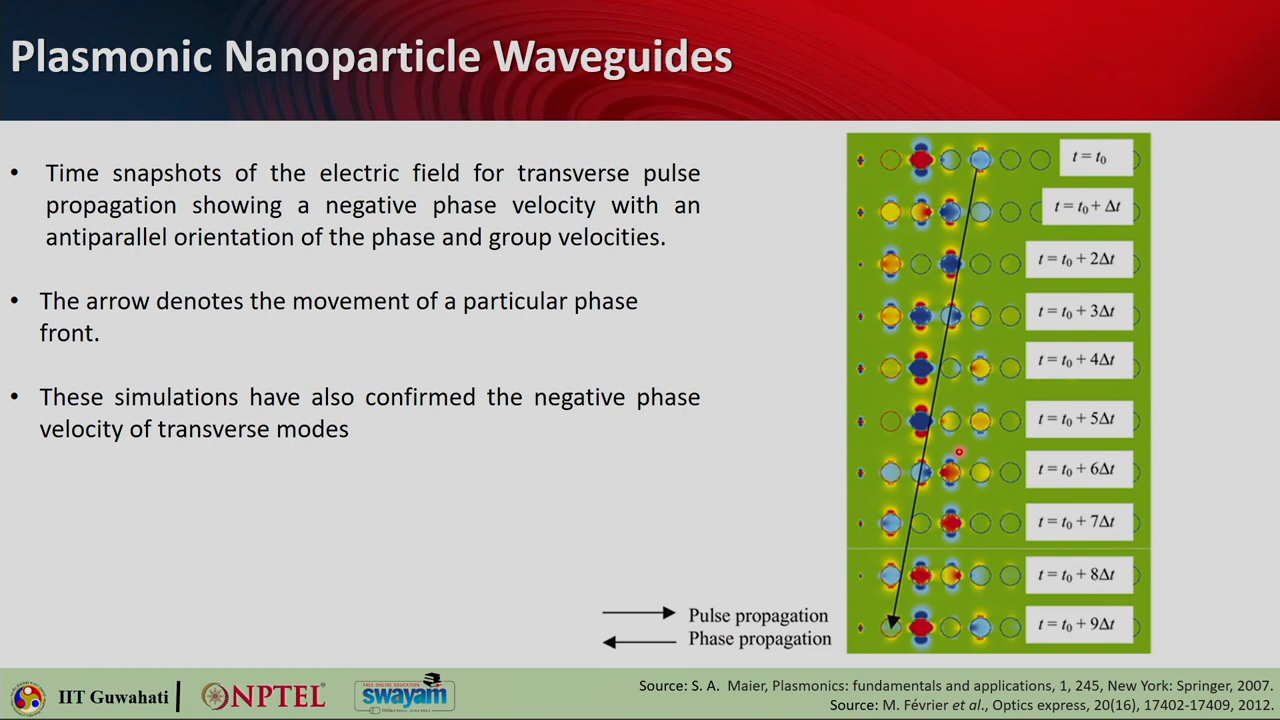 Plasmonic Nanoparticle Waveguides
• Time snapshots of the electric field for transverse pulse
propagation showing a negative phase velocity with an
antiparallel orientation of the phase and group velocities.
• The arrow denotes the movement of a particular phase
front.
• These simulations have also confirmed the negative phase
velocity of transverse modes
t = t₀
t = t₀ + Δt
t = t₀ + 2Δt
t = t₀ + 3Δt
t = t₀ + 4Δt
t = t₀ + 5Δt
t = t₀ + 6Δt
t = t₀ + 7Δt
t = t₀ + 8Δt
t = t₀ + 9Δt
Pulse propagation
Phase propagation
IIT Guwahati
NPTEL
FREE ONLINE EDUCATION
swayam
Source: S. A. Maier, Plasmonics: fundamentals and applications, 1, 245, New York: Springer, 2007.
Source: M. Février et al., Optics express, 20(16), 17402-17409, 2012.